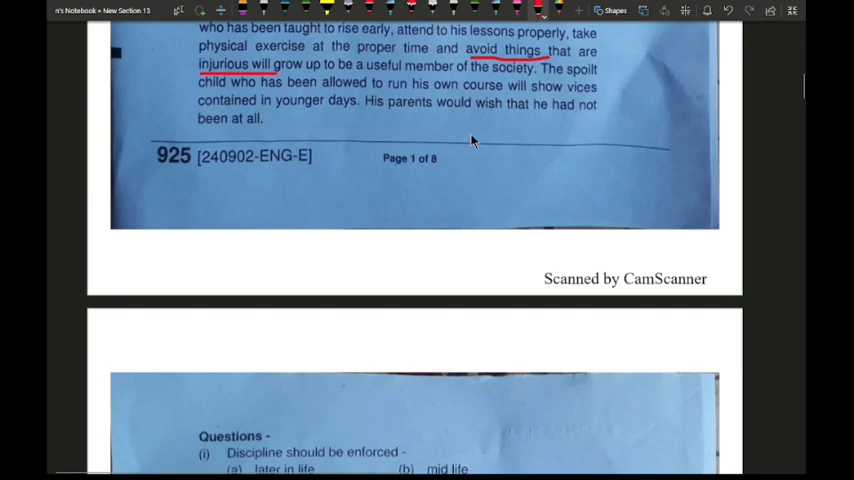 n's Notebook » New Section 13
Shapes
who has been taught to rise early, attend to his lessons properly, take
physical exercise at the proper time and avoid things that are
injurious will grow up to be a useful member of the society. The spoilt
child who has been allowed to run his own course will show vices
contained in younger days. His parents would wish that he had not
been at all.
925 [240902-ENG-E]
Page 1 of 8
Scanned by CamScanner
Questions -
(i) Discipline should be enforced -
(a) later in life (b) mid life